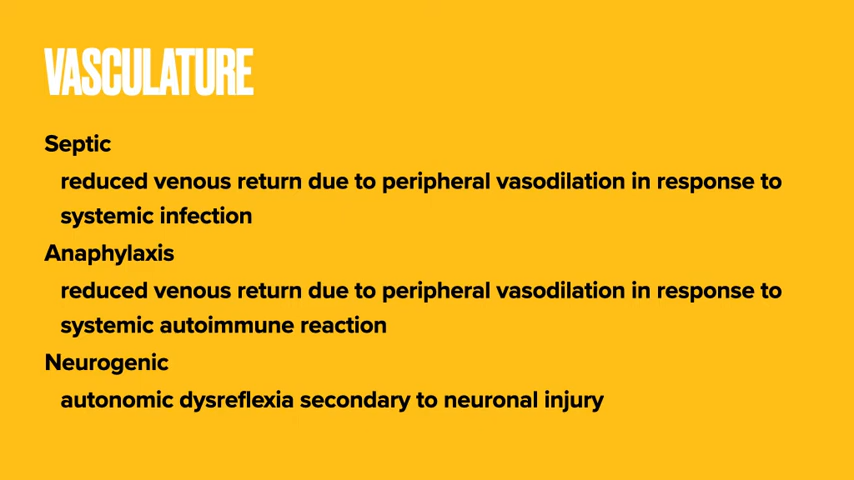 VASCULATURE
Septic
reduced venous return due to peripheral vasodilation in response to
systemic infection
Anaphylaxis
reduced venous return due to peripheral vasodilation in response to
systemic autoimmune reaction
Neurogenic
autonomic dysreflexia secondary to neuronal injury